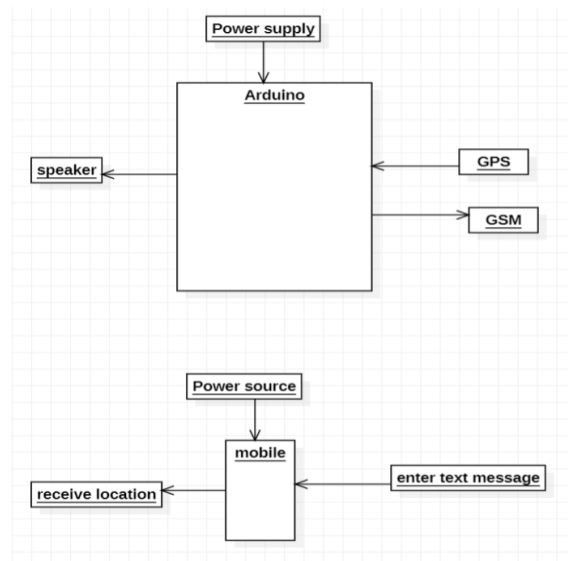 Power supply
Arduino
speaker
GPS
GSM
Power source
mobile
enter text message
receive location